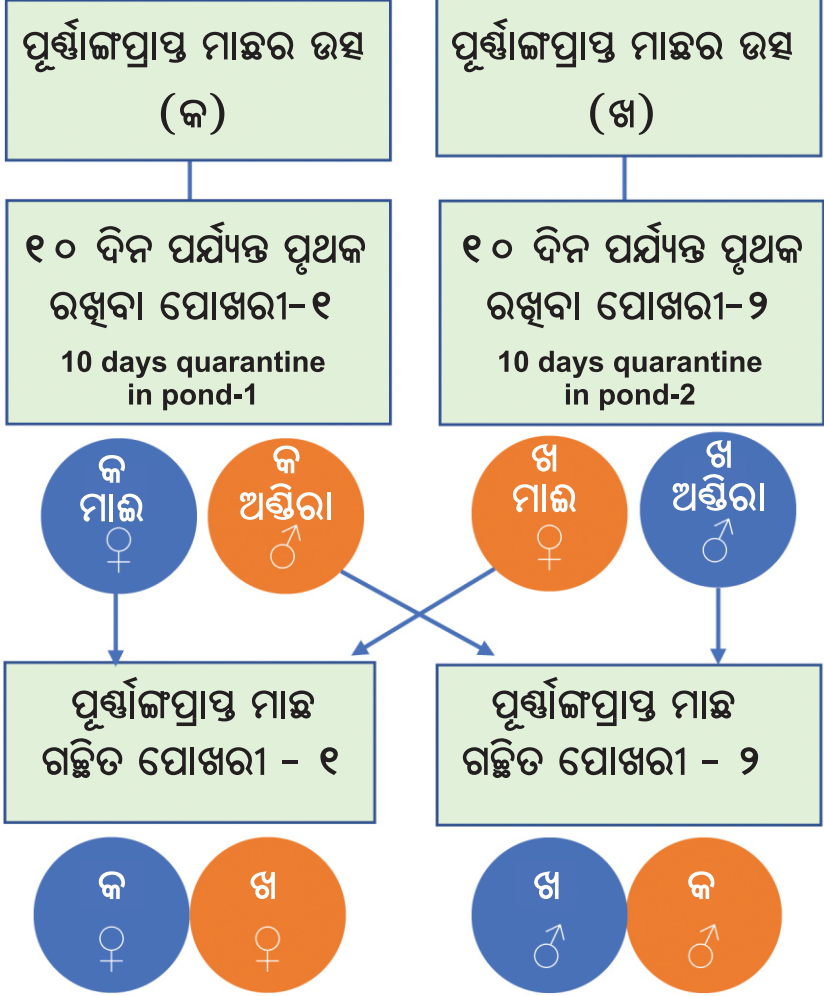 ପୂର୍ଣ୍ଣାଙ୍ଗପ୍ରାପ୍ତ ମାଛର ଉତ୍ସ
(କ)
ପୂର୍ଣ୍ଣାଙ୍ଗପ୍ରାପ୍ତ ମାଛର ଉତ୍ସ
(ଖ)
୧୦ ଦିନ ପର୍ଯ୍ୟନ୍ତ ପୃଥକ
ରଖିବା ପୋଖରୀ-୧
10 days quarantine
in pond-1
୧୦ ଦିନ ପର୍ଯ୍ୟନ୍ତ ପୃଥକ
ରଖିବା ପୋଖରୀ-୨
10 days quarantine
in pond-2
କ
ମାଈ
♀
କ
ଅଣ୍ଡିରା
♂
ଖ
ମାଈ
♀
ଖ
ଅଣ୍ଡିରା
♂
ପୂର୍ଣ୍ଣାଙ୍ଗପ୍ରାପ୍ତ ମାଛ
ଗଚ୍ଛିତ ପୋଖରୀ - ୧
ପୂର୍ଣ୍ଣାଙ୍ଗପ୍ରାପ୍ତ ମାଛ
ଗଚ୍ଛିତ ପୋଖରୀ - ୨
କ
♀
ଖ
♀
ଖ
♂
କ
♂